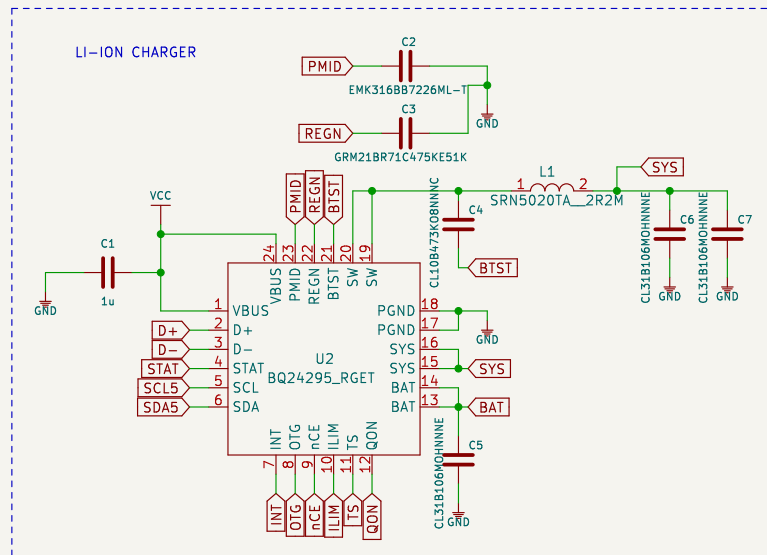 LI-ION CHARGER
C2
PMID
EMK316BB7226ML-T
GND
C3
REGN
GRM21BR71C475KE51K
L1
SYS
1
2
SRN5020TA__2R2M
VCC
PMID
REGN
BTST
CL10B473KO8NNNC
C4
BTST
CL31B106MOHNNNE
C6
GND
CL31B106MOHNNNE
C7
GND
C1
1u
GND
24
23
22
21
20
19
VBUS
PMID
REGN
BTST
SW
SW
1
VBUS
D+
2
D+
D-
3
D-
STAT
4
STAT
SCL5
5
SCL
SDA5
6
SDA
U2
BQ24295_RGET
PGND
18
PGND
17
GND
SYS
16
SYS
15
SYS
BAT
14
BAT
13
BAT
INT
OTG
nCE
ILIM
TS
QON
7
8
9
10
11
12
INT
OTG
nCE
ILIM
TS
QON
CL31B106MOHNNNE
C5
GND